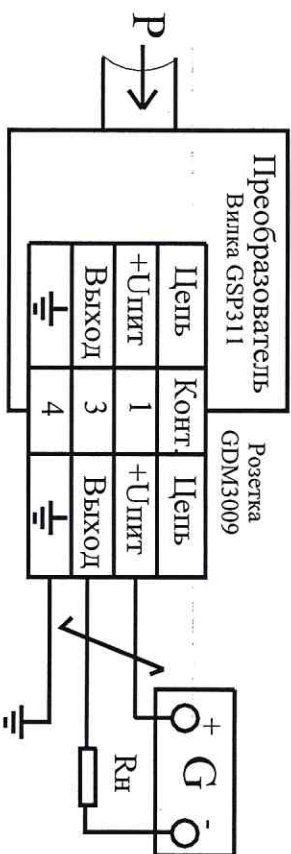 P
Преобразователь
Вилка GSP311
Розетка
GDM3009
Цепь Конт. Цепь
+Uпит 1 +Uпит
Выход 3 Выход
4
+ G -
Rн